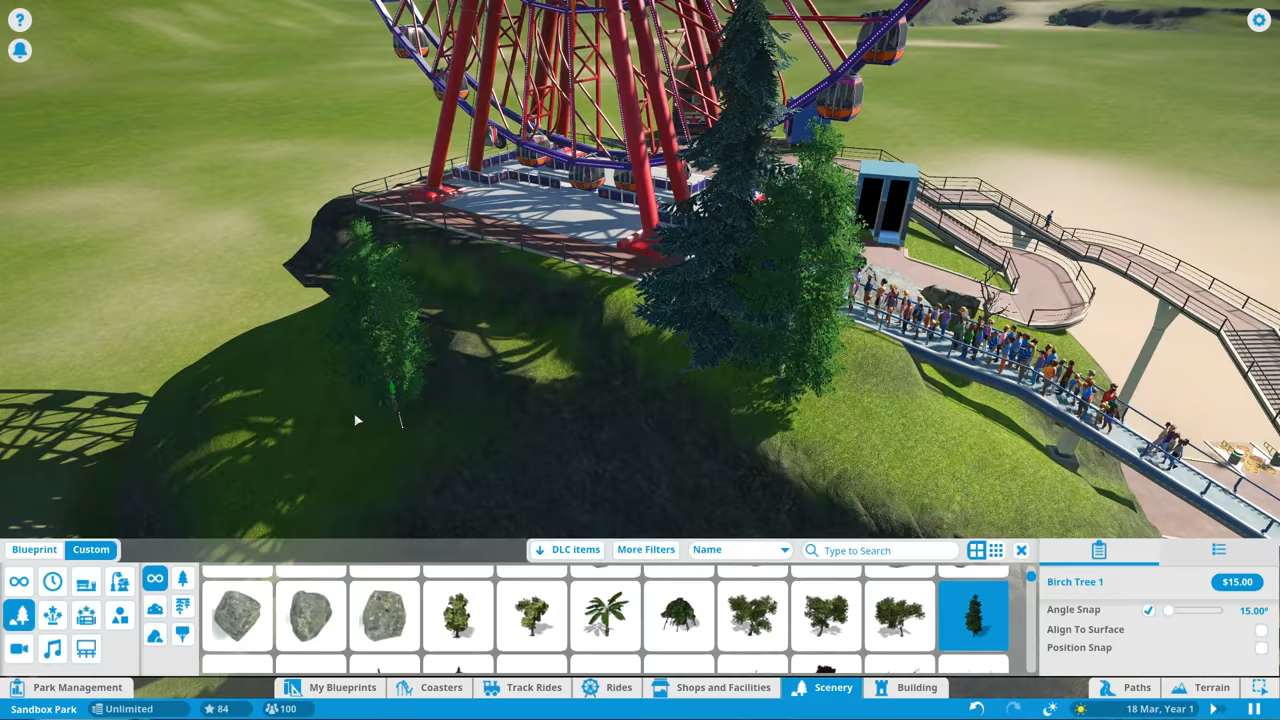 ?
Blueprint
Custom
DLC items
More Filters
Name
Type to Search
Birch Tree 1
$15.00
Angle Snap
15.00°
Align To Surface
Position Snap
Park Management
My Blueprints
Coasters
Track Rides
Rides
Shops and Facilities
Scenery
Building
Paths
Terrain
Sandbox Park
Unlimited
84
100
18 Mar, Year 1